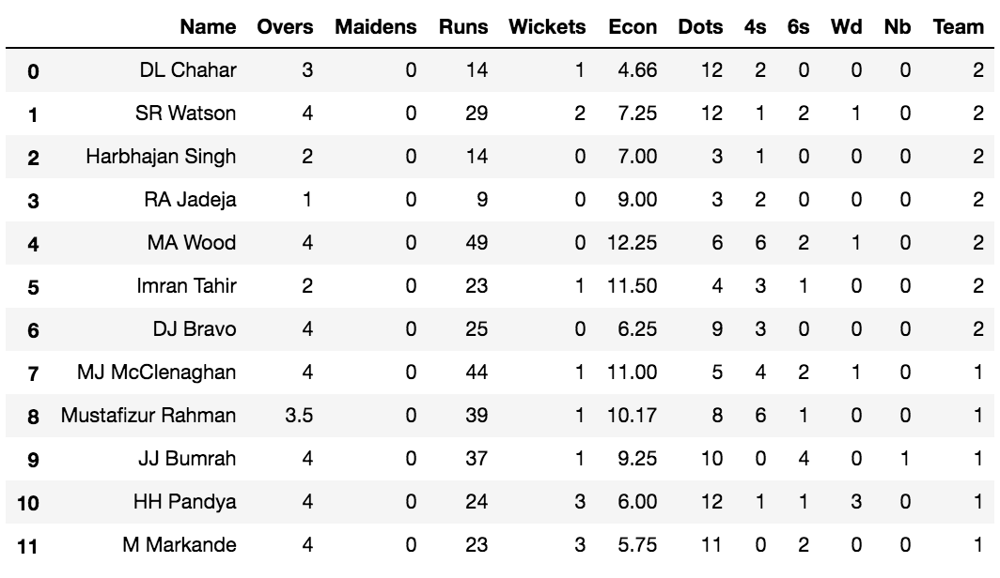 Name Overs Maidens Runs Wickets Econ Dots 4s 6s Wd Nb Team
0 DL Chahar 3 0 14 1 4.66 12 2 0 0 0 2
1 SR Watson 4 0 29 2 7.25 12 1 2 1 0 2
2 Harbhajan Singh 2 0 14 0 7.00 3 1 0 0 0 2
3 RA Jadeja 1 0 9 0 9.00 3 2 0 0 0 2
4 MA Wood 4 0 49 0 12.25 6 6 2 1 0 2
5 Imran Tahir 2 0 23 1 11.50 4 3 1 0 0 2
6 DJ Bravo 4 0 25 0 6.25 9 3 0 0 0 2
7 MJ McClenaghan 4 0 44 1 11.00 5 4 2 1 0 1
8 Mustafizur Rahman 3.5 0 39 1 10.17 8 6 1 0 0 1
9 JJ Bumrah 4 0 37 1 9.25 10 0 4 0 1 1
10 HH Pandya 4 0 24 3 6.00 12 1 1 3 0 1
11 M Markande 4 0 23 3 5.75 11 0 2 0 0 1